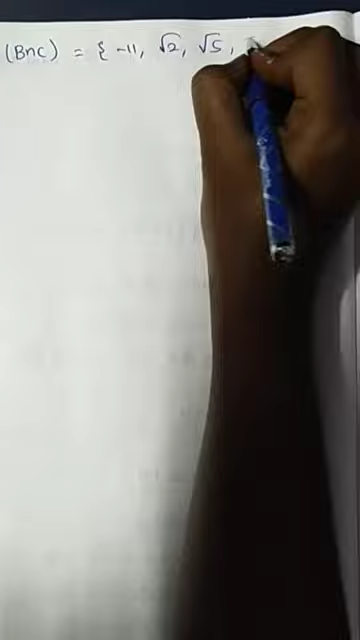 (B∩C) = { -11, √2, √5,